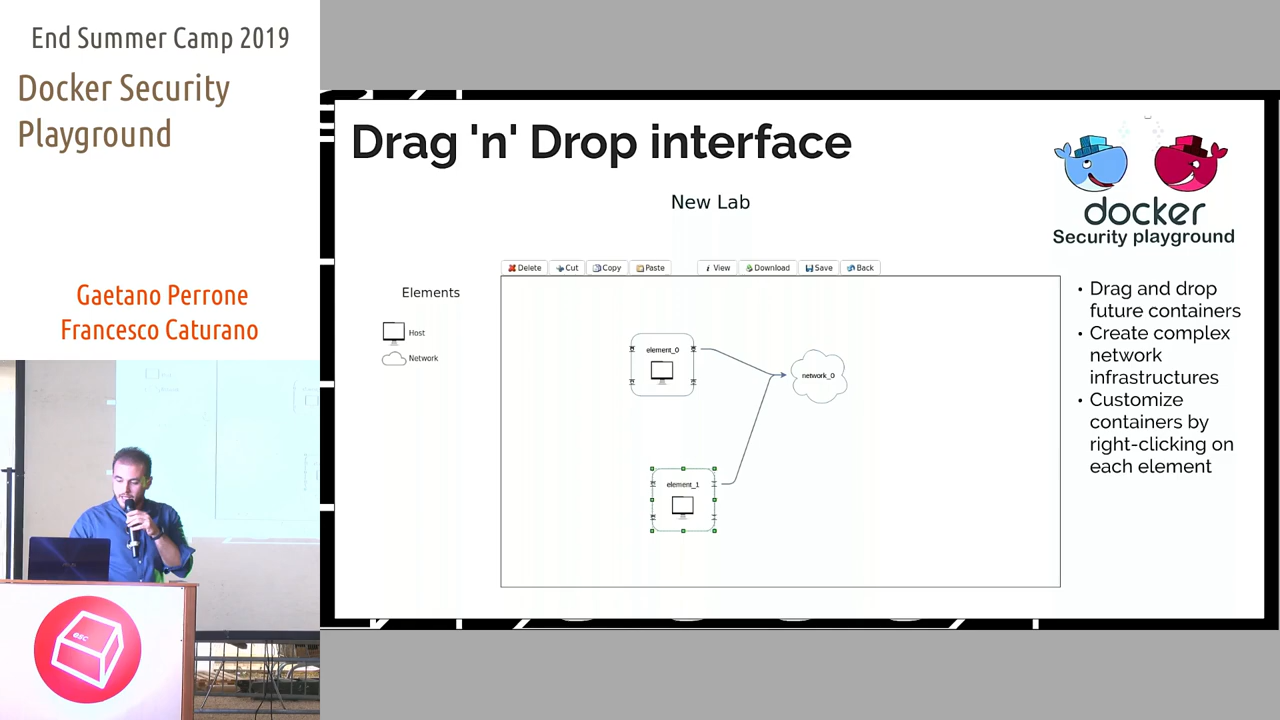 End Summer Camp 2019
Docker Security
Playground
Gaetano Perrone
Francesco Caturano
Drag 'n' Drop interface
New Lab
Delete
Cut
Copy
Paste
View
Download
Save
Back
Elements
Host
Network
element_0
network_0
element_1
docker
Security playground
• Drag and drop
future containers
• Create complex
network
infrastructures
• Customize
containers by
right-clicking on
each element